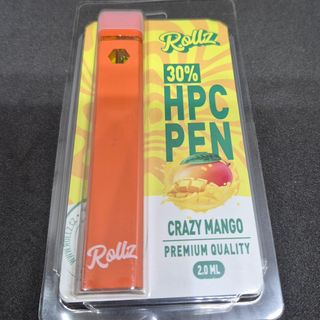 Rollz
30%
HPC
PEN
CRAZY MANGO
PREMIUM QUALITY
2.0 ML
Rollz